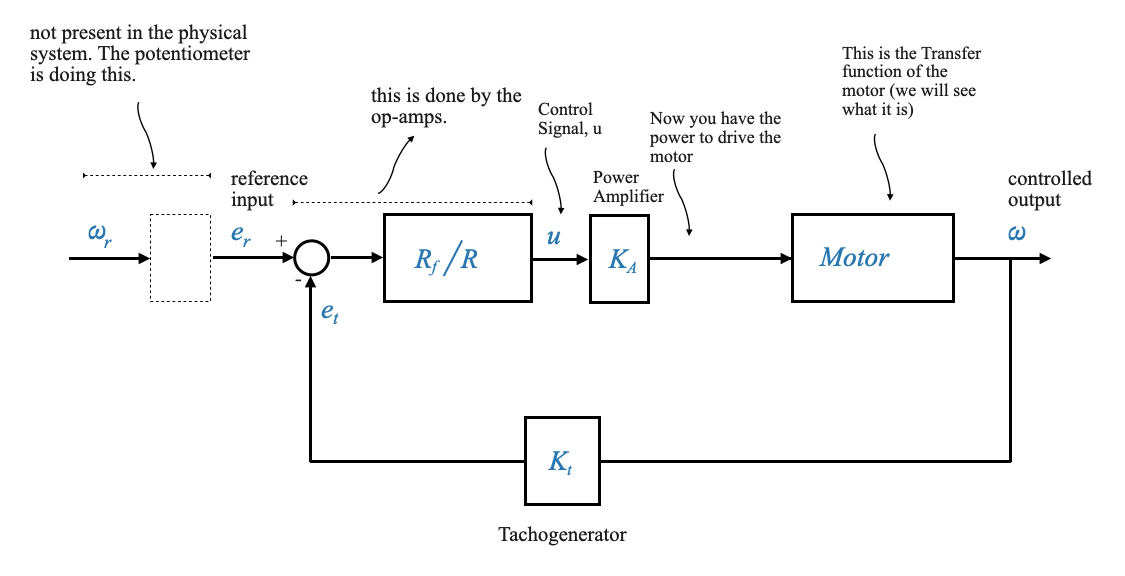 not present in the physical
system. The potentiometer
is doing this.
this is done by the
op-amps.
Control
Signal, u
Now you have the
power to drive the
motor
This is the Transfer
function of the
motor (we will see
what it is)
reference
input
Power
Amplifier
controlled
output
ω_r
e_r
+
-
R_f/R
u
K_A
Motor
ω
e_t
K_t
Tachogenerator